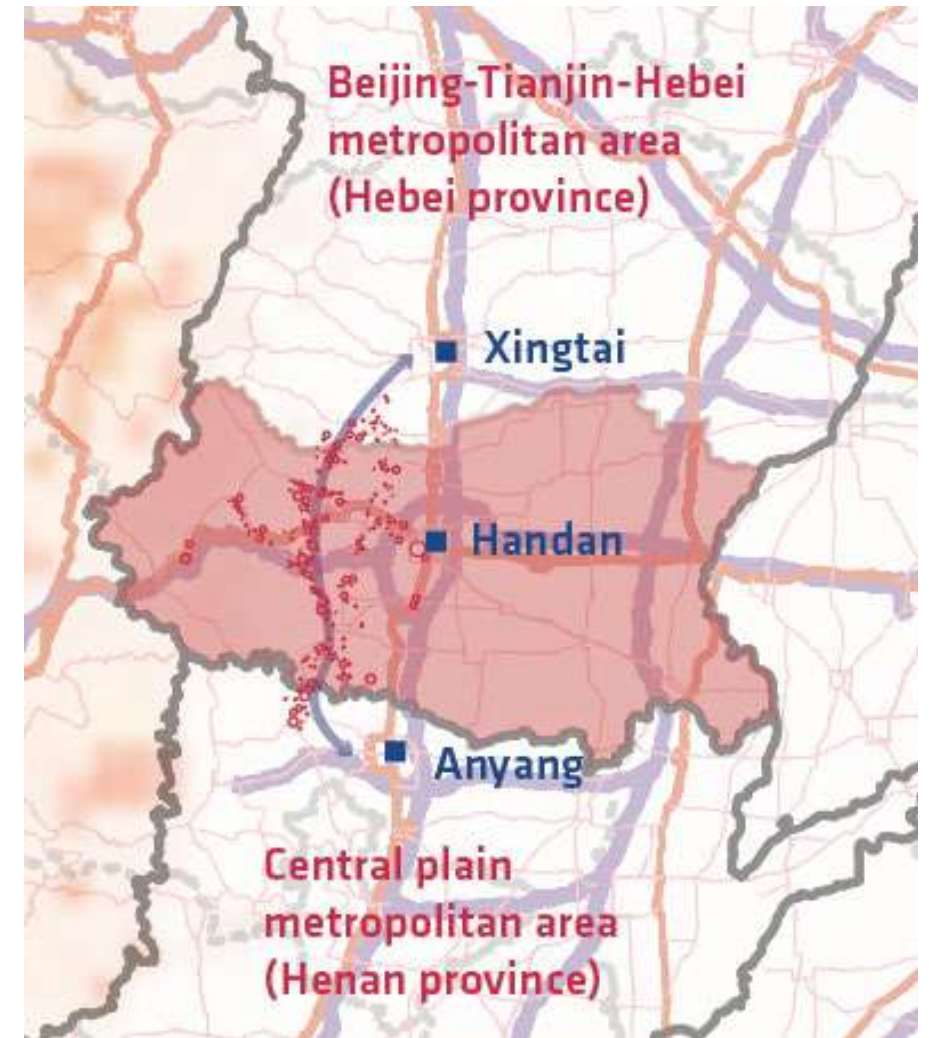 Beijing-Tianjin-Hebei
metropolitan area
(Hebei province)
Xingtai
Handan
Anyang
Central plain
metropolitan area
(Henan province)